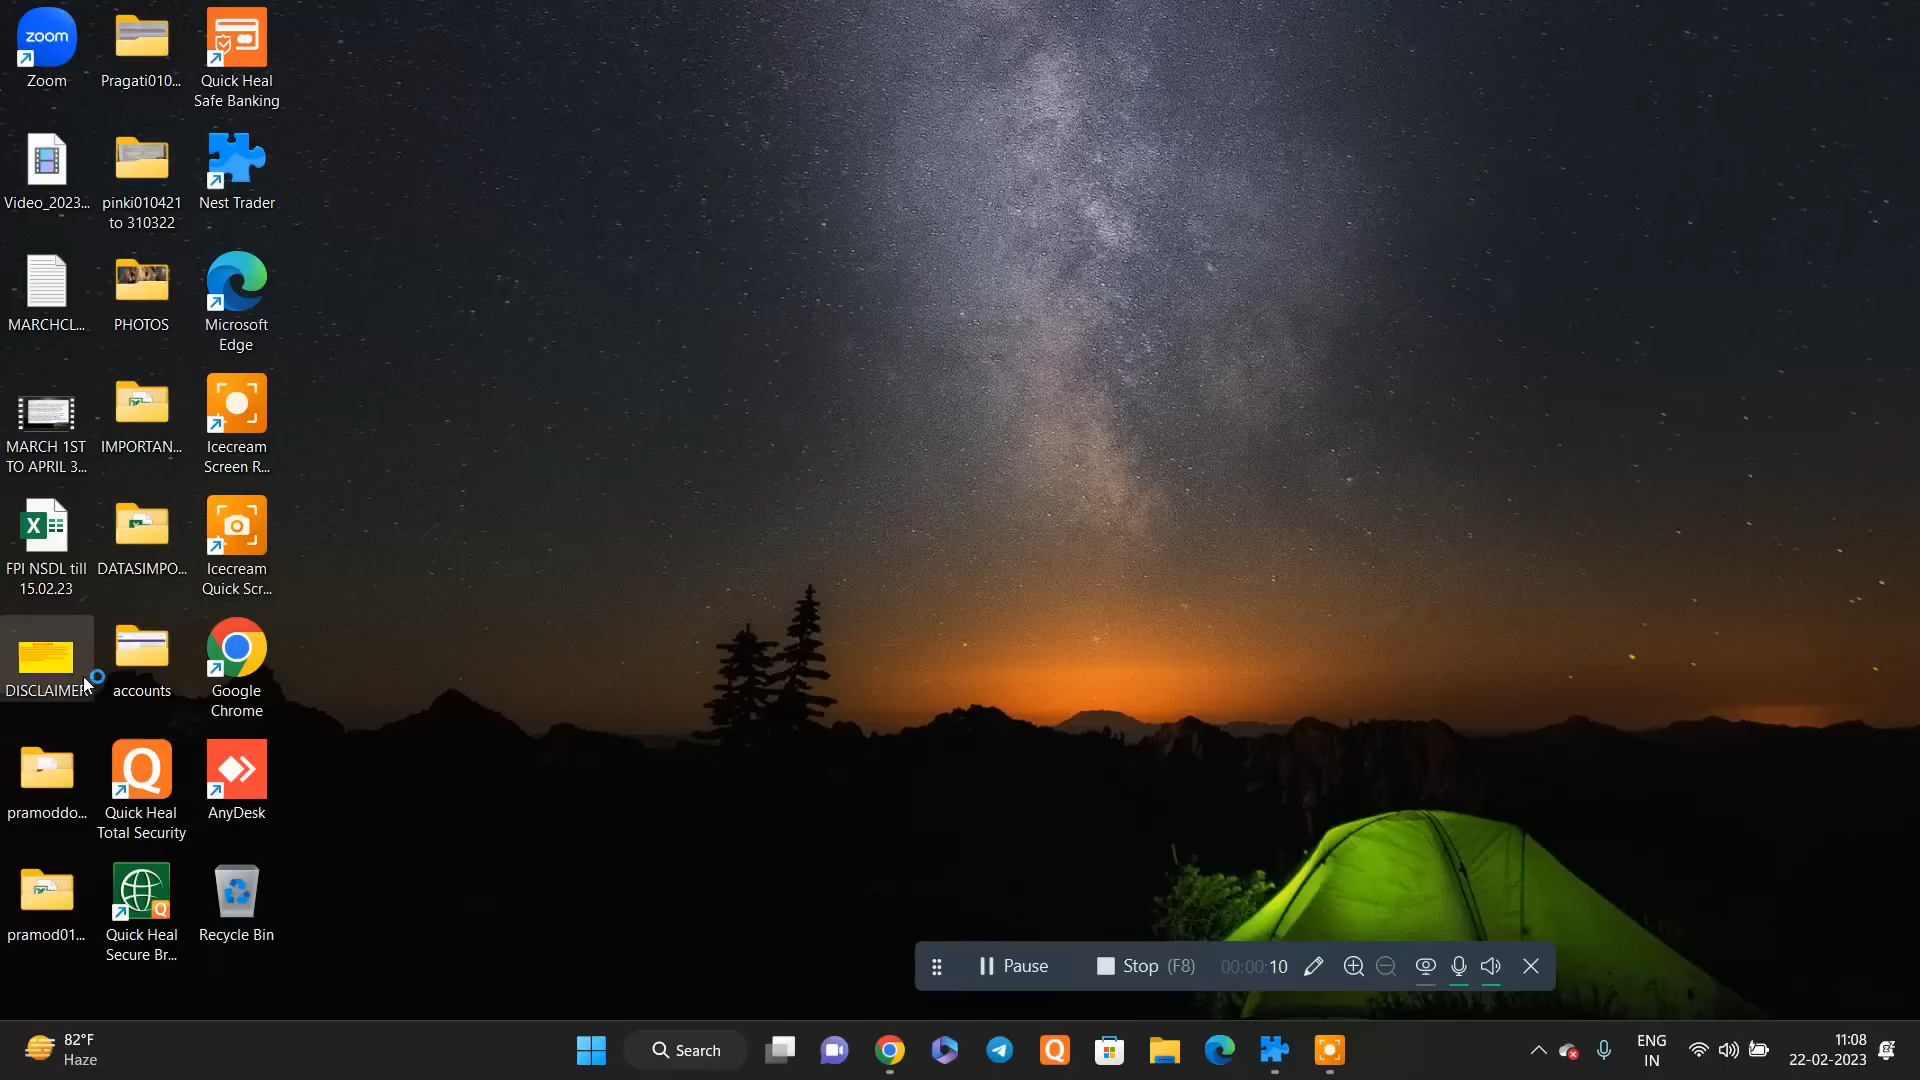 zoom
Zoom
Pragati010...
Quick Heal
Safe Banking
Video_2023...
pinki010421
to 310322
Nest Trader
MARCHCL...
PHOTOS
Microsoft
Edge
MARCH 1ST
TO APRIL 3...
IMPORTAN...
Icecream
Screen R...
X
FPI NSDL till
15.02.23
DATASIMPO...
Icecream
Quick Scr...
DISCLAIMER
accounts
Google
Chrome
pramoddo...
Quick Heal
Total Security
AnyDesk
pramod01...
Quick Heal
Secure Br...
Recycle Bin
Pause
Stop (F8)
00:00:10
82°F
Haze
Search
ENG
IN
11:08
22-02-2023